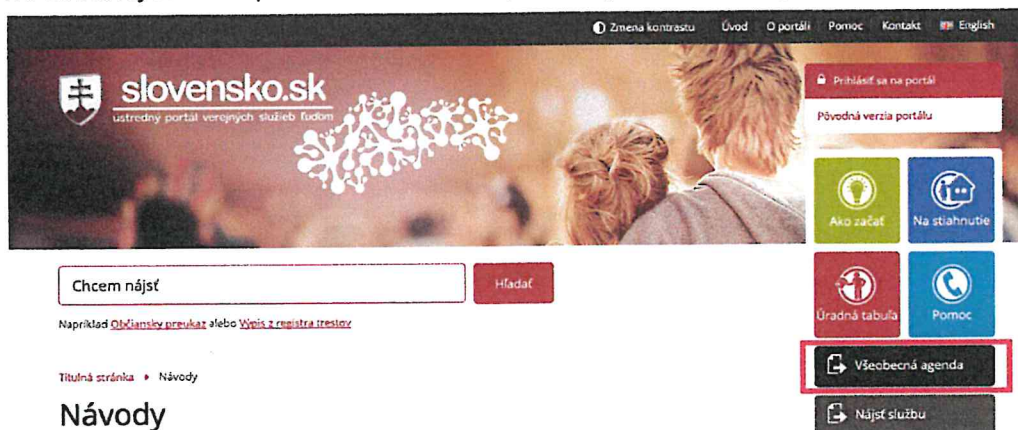 Zmena kontrastu Úvod O portáli Pomoc Kontakt English
slovensko.sk
ústredný portál verejných služieb ľuďom
Prihlásiť sa na portál
Pôvodná verzia portálu
Ako začať
Na stiahnutie
Úradná tabuľa
Pomoc
Všeobecná agenda
Nájsť službu
Chcem nájsť
Hľadať
Napríklad Občiansky preukaz alebo Výpis z registra trestov
Titulná stránka Návody
Návody